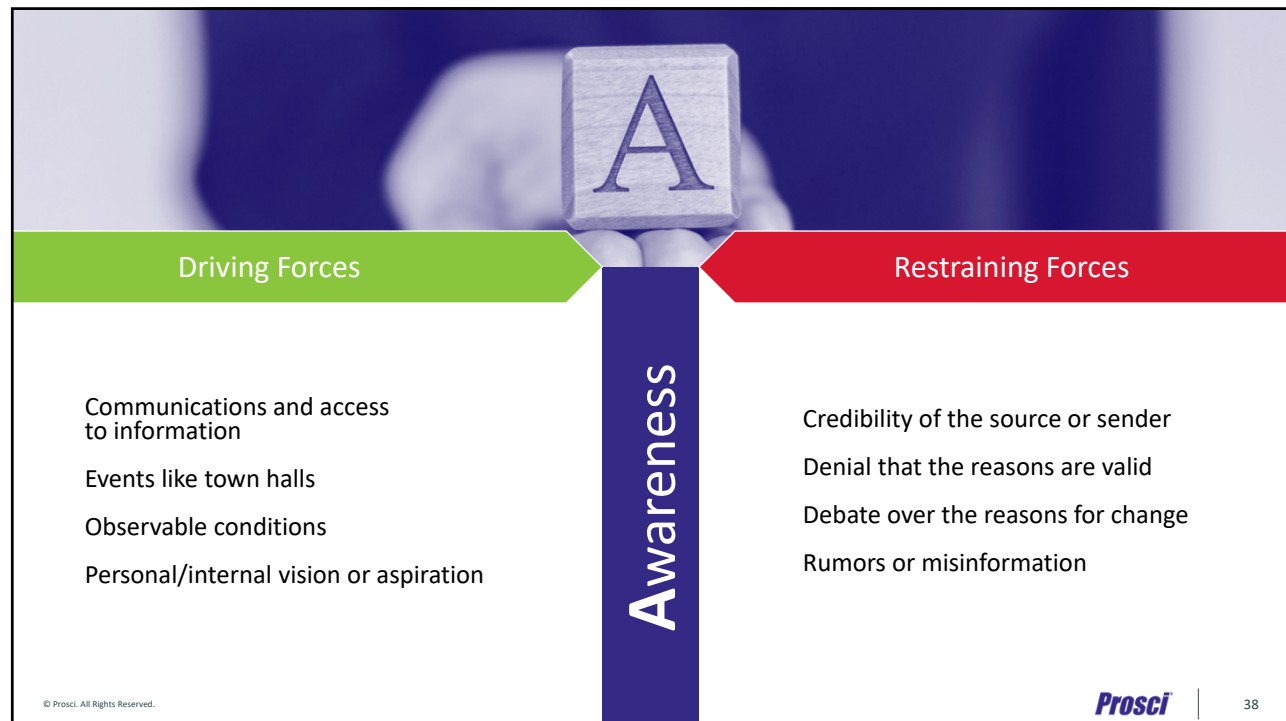 A
Driving Forces
Restraining Forces
Communications and access
to information
Events like town halls
Observable conditions
Personal/internal vision or aspiration
Awareness
Credibility of the source or sender
Denial that the reasons are valid
Debate over the reasons for change
Rumors or misinformation
© Prosci. All Rights Reserved.
Prosci
38